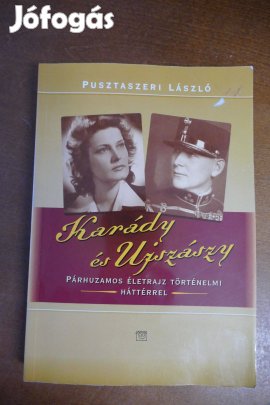 Jófogás
PUSZTASZERI LÁSZLÓ
Karády
és Ujszászy
PÁRHUZAMOS ÉLETRAJZ TÖRTÉNELMI
HÁTTÉRREL